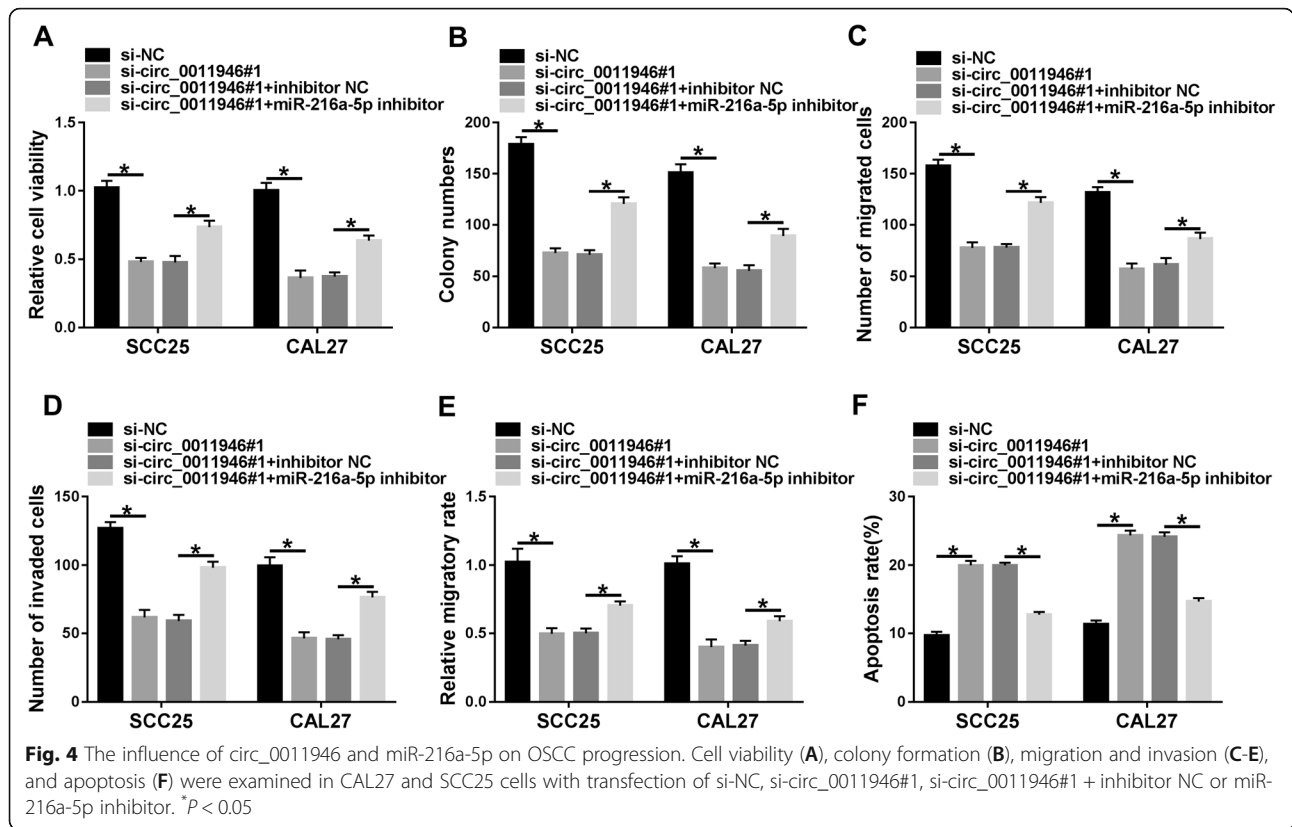 A
si-NC
si-circ_0011946#1
si-circ_0011946#1+inhibitor NC
si-circ_0011946#1+miR-216a-5p inhibitor
Relative cell viability
1.5
1.0
0.5
0.0
*
*
*
*
SCC25
CAL27
B
si-NC
si-circ_0011946#1
si-circ_0011946#1+inhibitor NC
si-circ_0011946#1+miR-216a-5p inhibitor
Colony numbers
200
150
100
50
0
*
*
*
*
SCC25
CAL27
C
si-NC
si-circ_0011946#1
si-circ_0011946#1+inhibitor NC
si-circ_0011946#1+miR-216a-5p inhibitor
Number of migrated cells
200
150
100
50
0
*
*
*
*
SCC25
CAL27
D
si-NC
si-circ_0011946#1
si-circ_0011946#1+inhibitor NC
si-circ_0011946#1+miR-216a-5p inhibitor
Number of invaded cells
150
100
50
0
*
*
*
*
SCC25
CAL27
E
si-NC
si-circ_0011946#1
si-circ_0011946#1+inhibitor NC
si-circ_0011946#1+miR-216a-5p inhibitor
Relative migratory rate
1.5
1.0
0.5
0.0
*
*
*
*
SCC25
CAL27
F
si-NC
si-circ_0011946#1
si-circ_0011946#1+inhibitor NC
si-circ_0011946#1+miR-216a-5p inhibitor
Apoptosis rate(%)
30
20
10
0
*
*
*
*
SCC25
CAL27
Fig. 4 The influence of circ_0011946 and miR-216a-5p on OSCC progression. Cell viability (A), colony formation (B), migration and invasion (C-E),
and apoptosis (F) were examined in CAL27 and SCC25 cells with transfection of si-NC, si-circ_0011946#1, si-circ_0011946#1 + inhibitor NC or miR-
216a-5p inhibitor. *P < 0.05